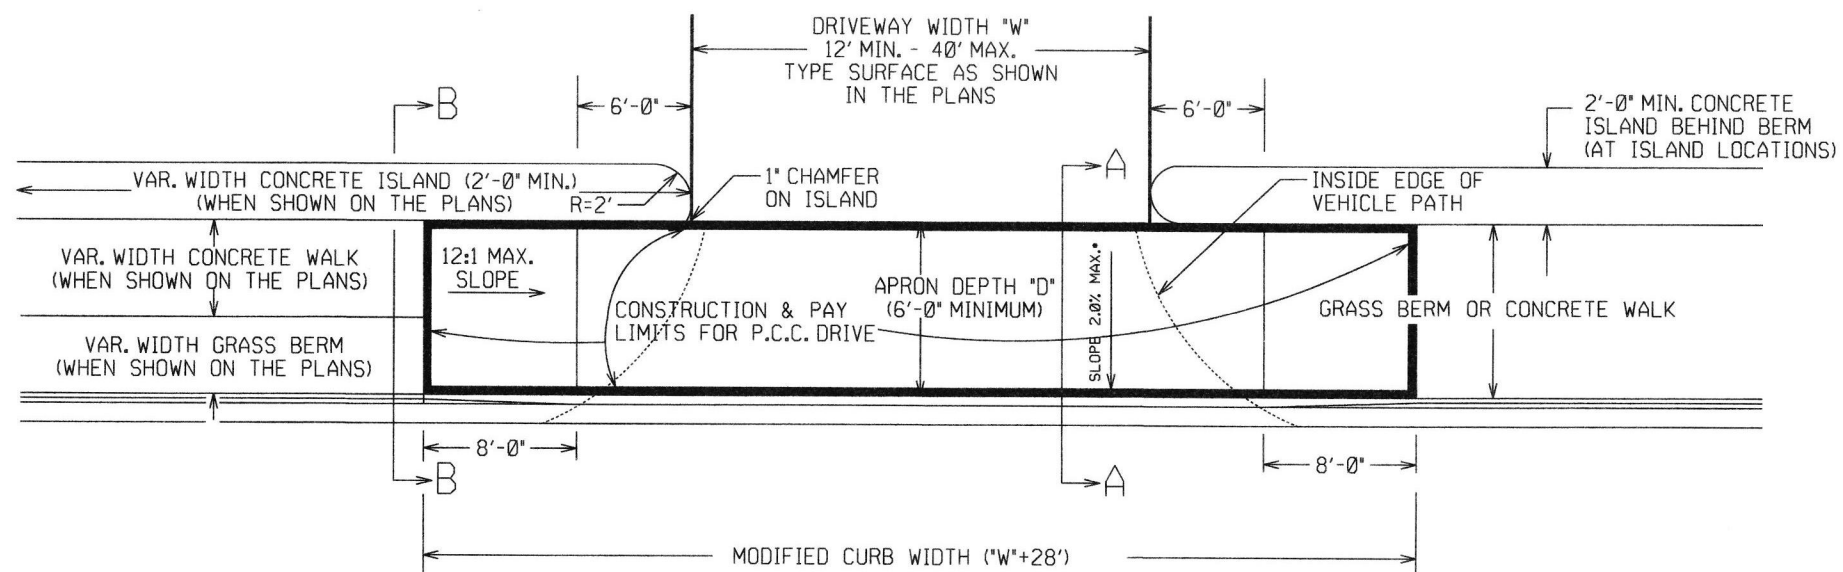 DRIVEWAY WIDTH "W"
12' MIN. - 40' MAX.
TYPE SURFACE AS SHOWN
IN THE PLANS
B
6'-0"
6'-0"
2'-0" MIN. CONCRETE
ISLAND BEHIND BERM
(AT ISLAND LOCATIONS)
A
VAR. WIDTH CONCRETE ISLAND (2'-0" MIN.)
(WHEN SHOWN ON THE PLANS)
R=2'
1" CHAMFER
ON ISLAND
INSIDE EDGE OF
VEHICLE PATH
VAR. WIDTH CONCRETE WALK
(WHEN SHOWN ON THE PLANS)
12:1 MAX.
SLOPE
CONSTRUCTION & PAY
LIMITS FOR P.C.C. DRIVE
APRON DEPTH "D"
(6'-0" MINIMUM)
SLOPE 2.0% MAX.•
GRASS BERM OR CONCRETE WALK
VAR. WIDTH GRASS BERM
(WHEN SHOWN ON THE PLANS)
8'-0"
8'-0"
B
A
MODIFIED CURB WIDTH ("W"+28')